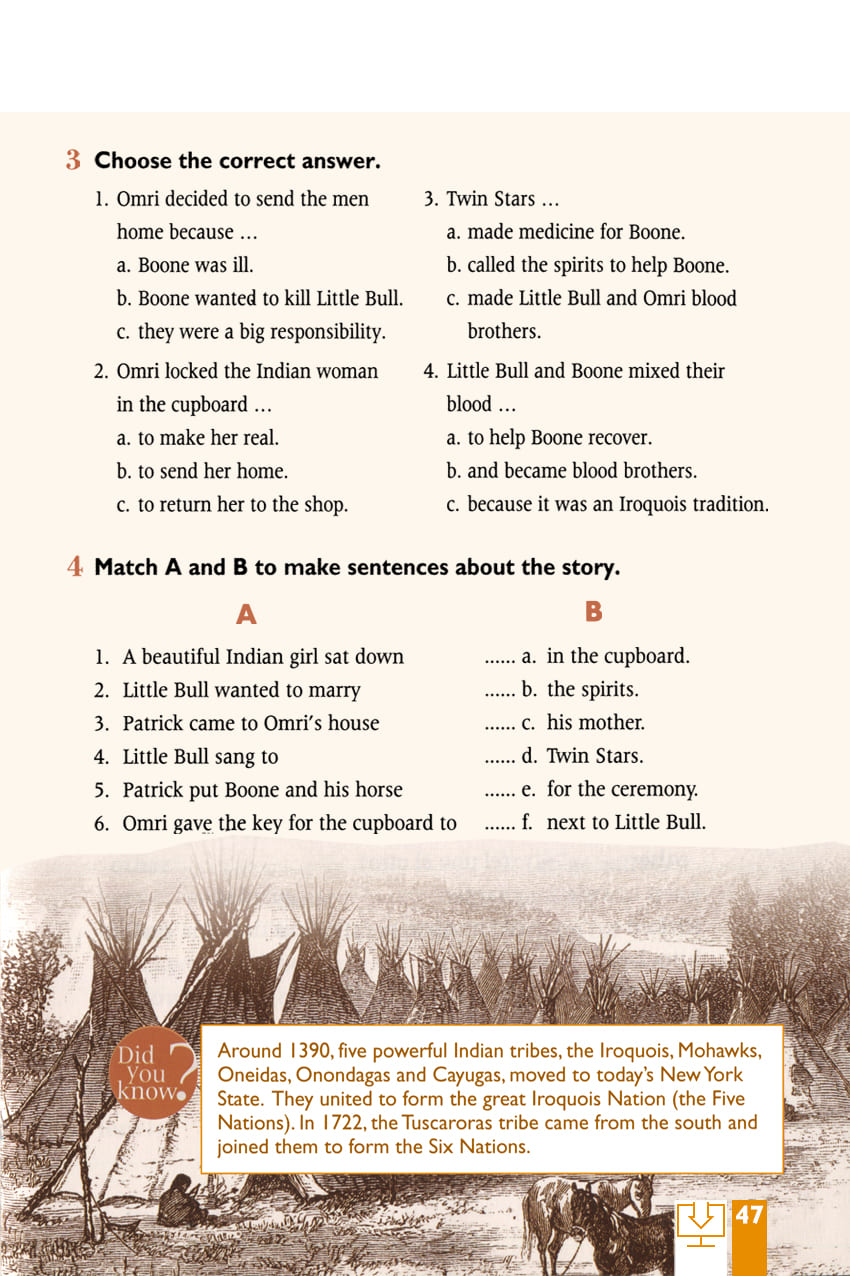 3 Choose the correct answer.
1. Omri decided to send the men
home because ...
a. Boone was ill.
b. Boone wanted to kill Little Bull.
c. they were a big responsibility.
2. Omri locked the Indian woman
in the cupboard ...
a. to make her real.
b. to send her home.
c. to return her to the shop.
3. Twin Stars ...
a. made medicine for Boone.
b. called the spirits to help Boone.
c. made Little Bull and Omri blood
brothers.
4. Little Bull and Boone mixed their
blood ...
a. to help Boone recover.
b. and became blood brothers.
c. because it was an Iroquois tradition.
4 Match A and B to make sentences about the story.
A B
1. A beautiful Indian girl sat down ...... a. in the cupboard.
2. Little Bull wanted to marry ...... b. the spirits.
3. Patrick came to Omri's house ...... c. his mother.
4. Little Bull sang to ...... d. Twin Stars.
5. Patrick put Boone and his horse ...... e. for the ceremony.
6. Omri gave the key for the cupboard to ...... f. next to Little Bull.
Did
You
know?
Around 1390, five powerful Indian tribes, the Iroquois, Mohawks,
Oneidas, Onondagas and Cayugas, moved to today's New York
State. They united to form the great Iroquois Nation (the Five
Nations). In 1722, the Tuscaroras tribe came from the south and
joined them to form the Six Nations.
47